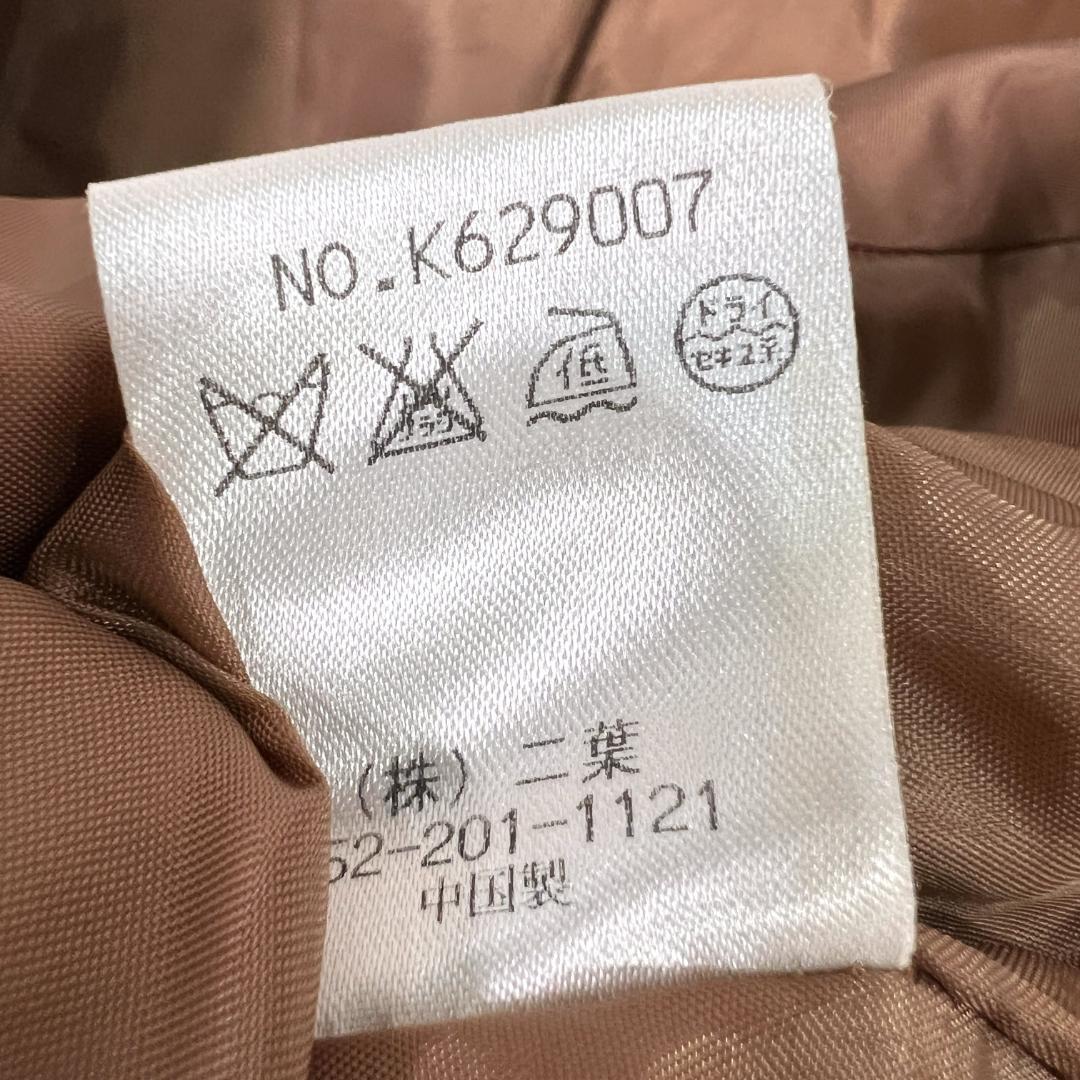 NO.K629007
低
ドライ
セキユ系
(株)二葉
52-201-1121
中国製